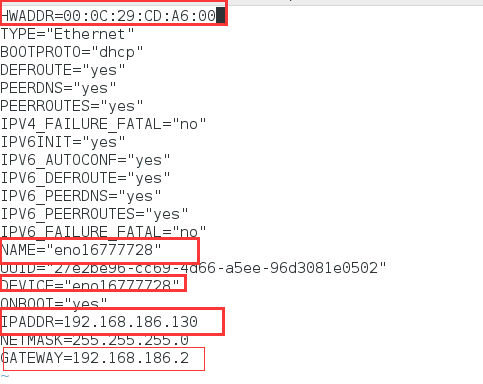 HWADDR=00:0C:29:CD:A6:00
TYPE="Ethernet"
BOOTPROTO="dhcp"
DEFROUTE="yes"
PEERDNS="yes"
PEERROUTES="yes"
IPV4_FAILURE_FATAL="no"
IPV6INIT="yes"
IPV6_AUTOCONF="yes"
IPV6_DEFROUTE="yes"
IPV6_PEERDNS="yes"
IPV6_PEERROUTES="yes"
IPV6_FAILURE_FATAL="no"
NAME="eno16777728"
UUID="27e2be96-cc69-4d66-a5ee-96d3081e0502"
DEVICE="eno16777728"
ONBOOT="yes"
IPADDR=192.168.186.130
NETMASK=255.255.255.0
GATEWAY=192.168.186.2
~